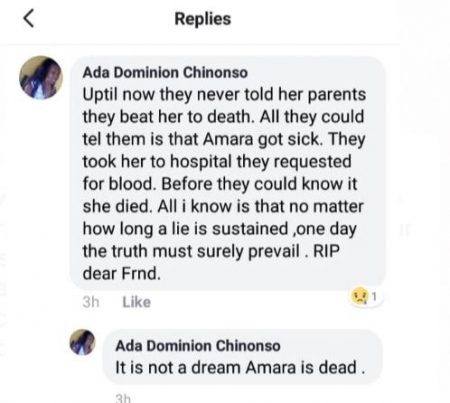 Replies
Ada Dominion Chinonso
Uptil now they never told her parents
they beat her to death. All they could
tel them is that Amara got sick. They
took her to hospital they requested
for blood. Before they could know it
she died. All i know is that no matter
how long a lie is sustained ,one day
the truth must surely prevail . RIP
dear Frnd.
3h Like
1
Ada Dominion Chinonso
It is not a dream Amara is dead .
3h